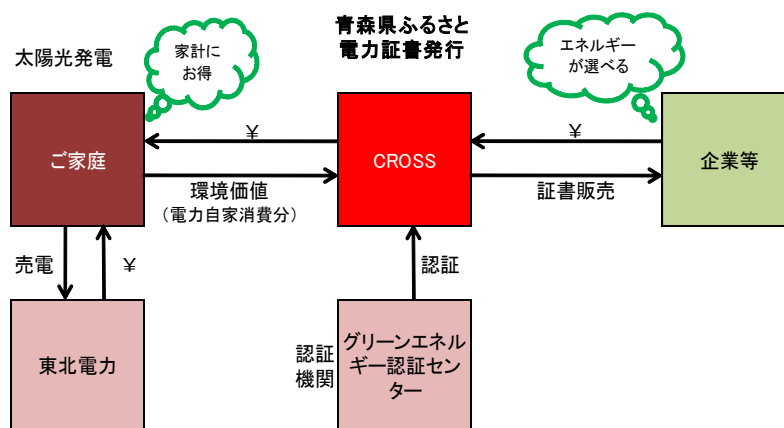 太陽光発電
家計に
お得
青森県ふるさと
電力証書発行
エネルギー
が選べる
ご家庭
¥
環境価値
（電力自家消費分）
CROSS
¥
証書販売
企業等
売電
¥
認証
東北電力
認証
機関
グリーンエネル
ギー認証セン
ター